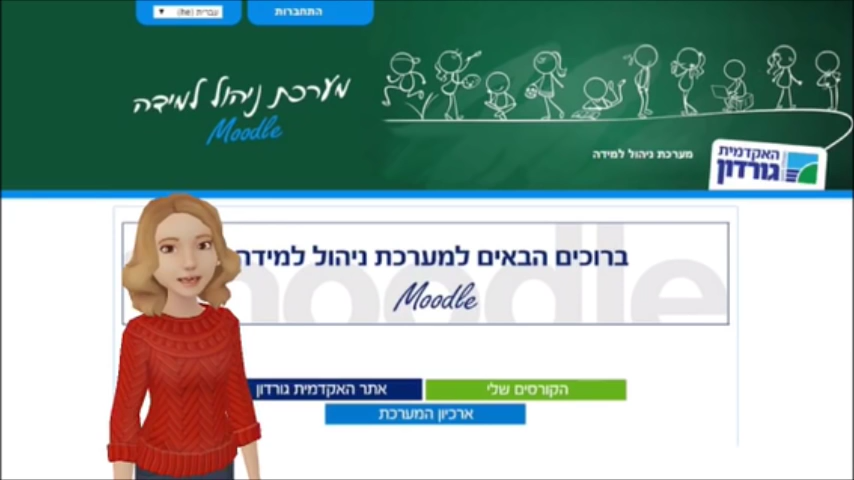 התחברות
עברית ‎(he)‎
מערכת ניהול למידה
Moodle
מערכת ניהול למידה
האקדמית
גורדון
ברוכים הבאים למערכת ניהול למידה
Moodle
moodle
הקורסים שלי
אתר האקדמית גורדון
ארכיון המערכת